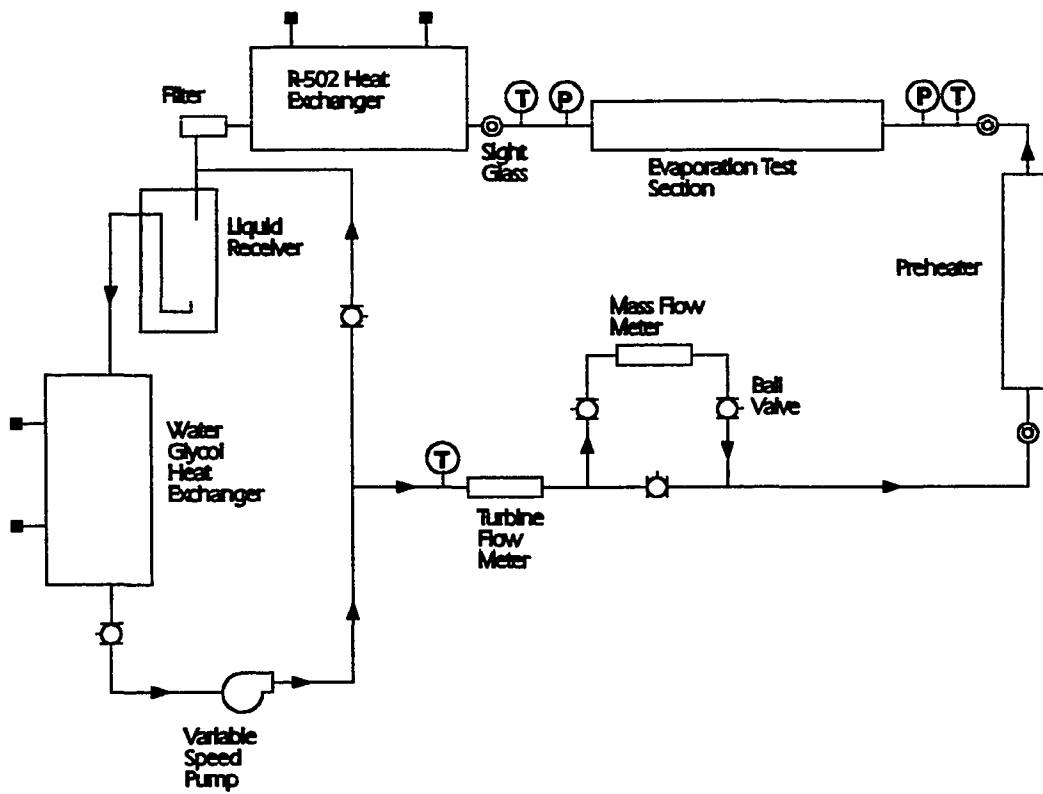 R-502 Heat
Exchanger
Filter
T
P
P
T
Sight
Glass
Evaporation Test
Section
Liquid
Receiver
Preheater
Mass Flow
Meter
Ball
Valve
Water
Glycol
Heat
Exchanger
T
Turbine
Flow
Meter
Variable
Speed
Pump